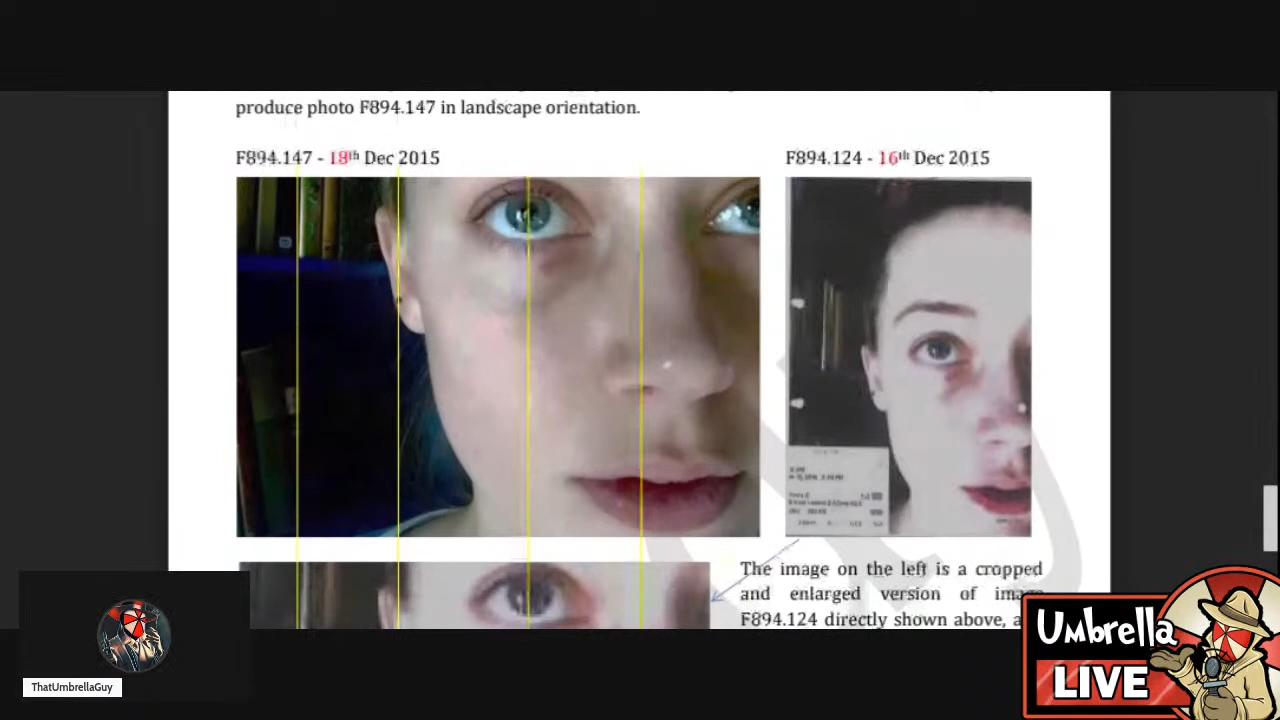 produce photo F894.147 in landscape orientation.
F894.147 - 18th Dec 2015
F894.124 - 16th Dec 2015
The image on the left is a cropped
and enlarged version of image
F894.124 directly shown above, a
Umbrella
LIVE
ThatUmbrellaGuy